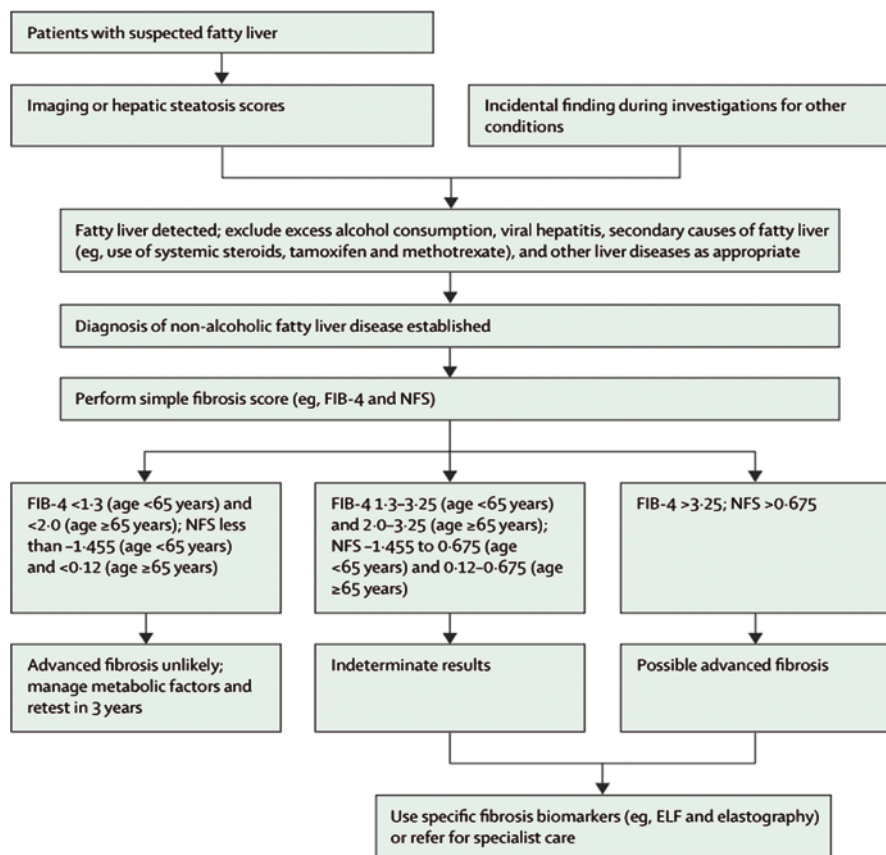 Patients with suspected fatty liver
Imaging or hepatic steatosis scores
Incidental finding during investigations for other
conditions
Fatty liver detected; exclude excess alcohol consumption, viral hepatitis, secondary causes of fatty liver
(eg, use of systemic steroids, tamoxifen and methotrexate), and other liver diseases as appropriate
Diagnosis of non-alcoholic fatty liver disease established
Perform simple fibrosis score (eg, FIB-4 and NFS)
FIB-4 <1·3 (age <65 years) and
<2·0 (age ≥65 years); NFS less
than –1·455 (age <65 years)
and <0·12 (age ≥65 years)
FIB-4 1·3–3·25 (age <65 years)
and 2·0–3·25 (age ≥65 years);
NFS –1·455 to 0·675 (age
<65 years) and 0·12–0·675 (age
≥65 years)
FIB-4 >3·25; NFS >0·675
Advanced fibrosis unlikely;
manage metabolic factors and
retest in 3 years
Indeterminate results
Possible advanced fibrosis
Use specific fibrosis biomarkers (eg, ELF and elastography)
or refer for specialist care